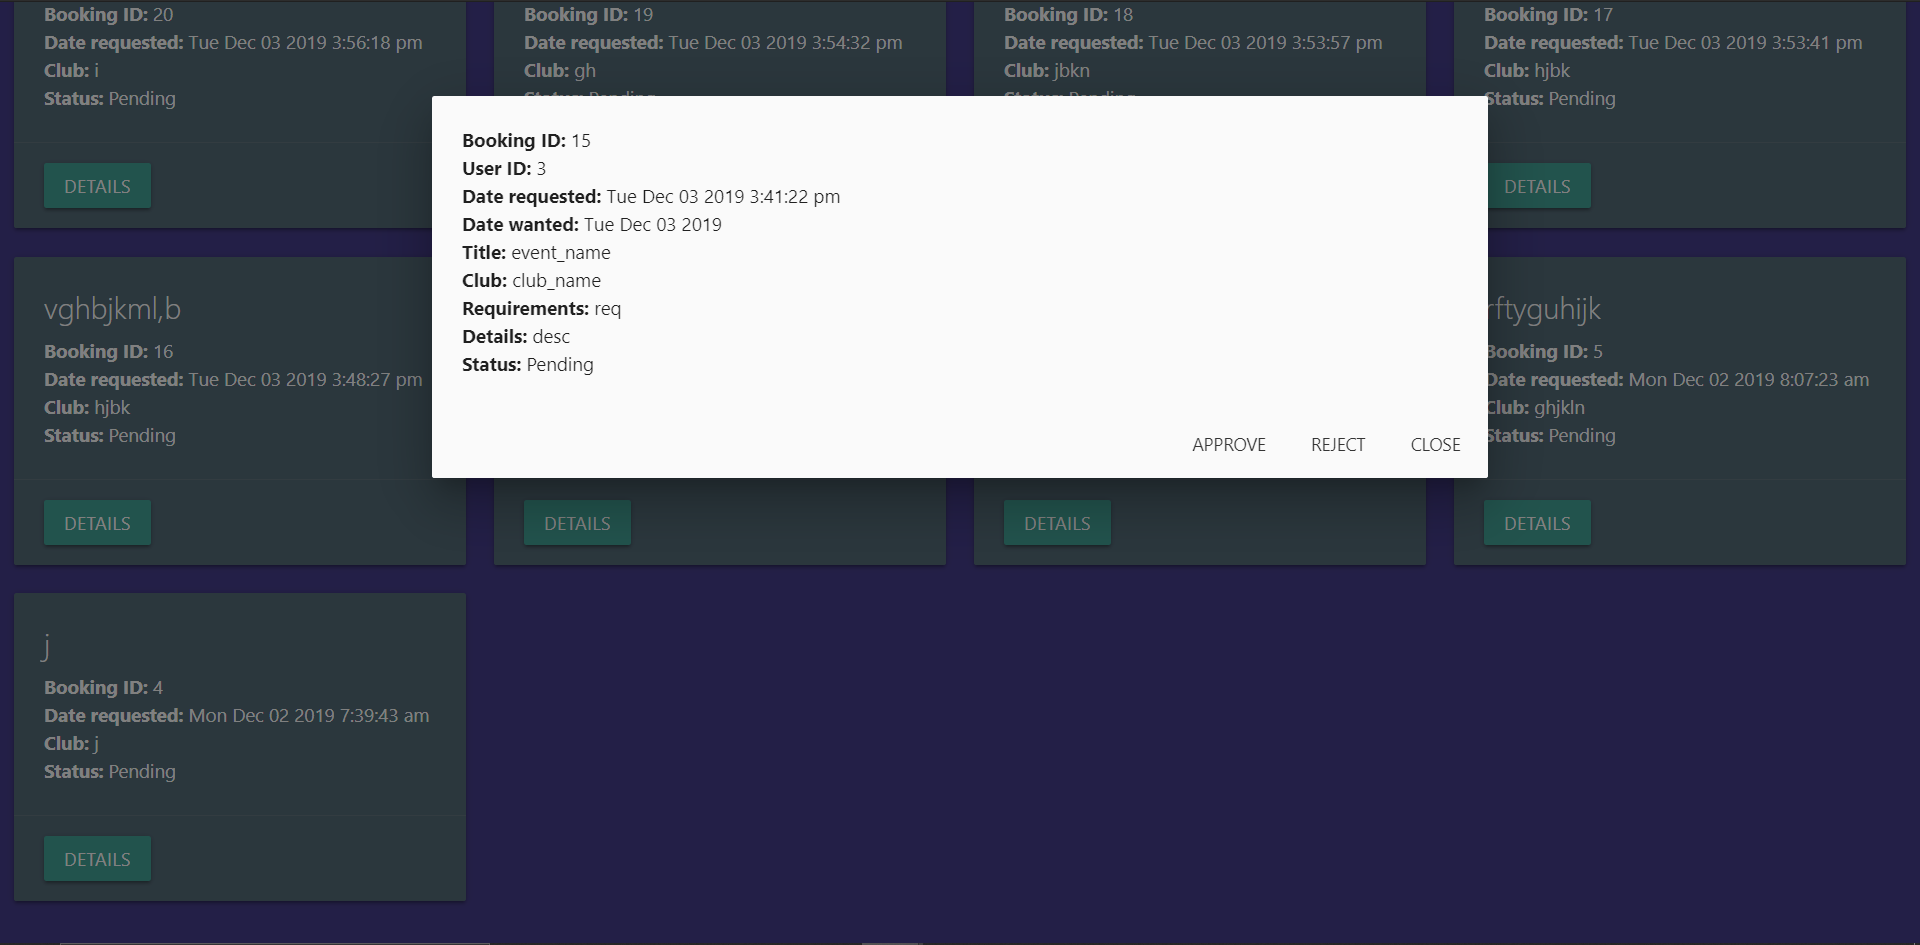 Booking ID: 20
Date requested: Tue Dec 03 2019 3:56:18 pm
Club: i
Status: Pending
DETAILS
Booking ID: 19
Date requested: Tue Dec 03 2019 3:54:32 pm
Club: gh
Status: Pending
Booking ID: 18
Date requested: Tue Dec 03 2019 3:53:57 pm
Club: jbkn
Status: Pending
Booking ID: 17
Date requested: Tue Dec 03 2019 3:53:41 pm
Club: hjbk
Status: Pending
DETAILS
Booking ID: 15
User ID: 3
Date requested: Tue Dec 03 2019 3:41:22 pm
Date wanted: Tue Dec 03 2019
Title: event_name
Club: club_name
Requirements: req
Details: desc
Status: Pending
APPROVE
REJECT
CLOSE
vghbjkml,b
Booking ID: 16
Date requested: Tue Dec 03 2019 3:48:27 pm
Club: hjbk
Status: Pending
DETAILS
DETAILS
DETAILS
rftyguhijk
Booking ID: 5
Date requested: Mon Dec 02 2019 8:07:23 am
Club: ghjkln
Status: Pending
DETAILS
j
Booking ID: 4
Date requested: Mon Dec 02 2019 7:39:43 am
Club: j
Status: Pending
DETAILS